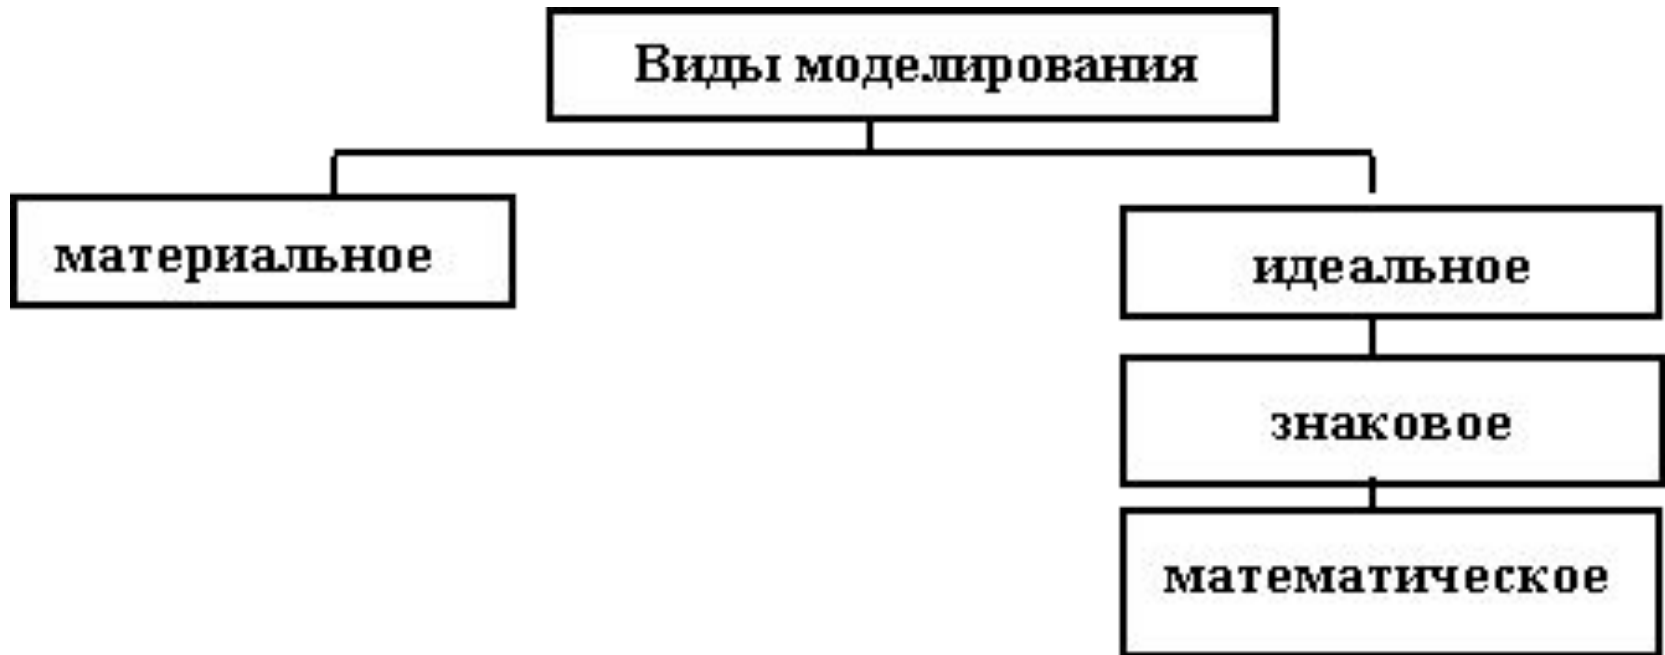 Виды моделирования
материальное
идеальное
знаковое
математическое